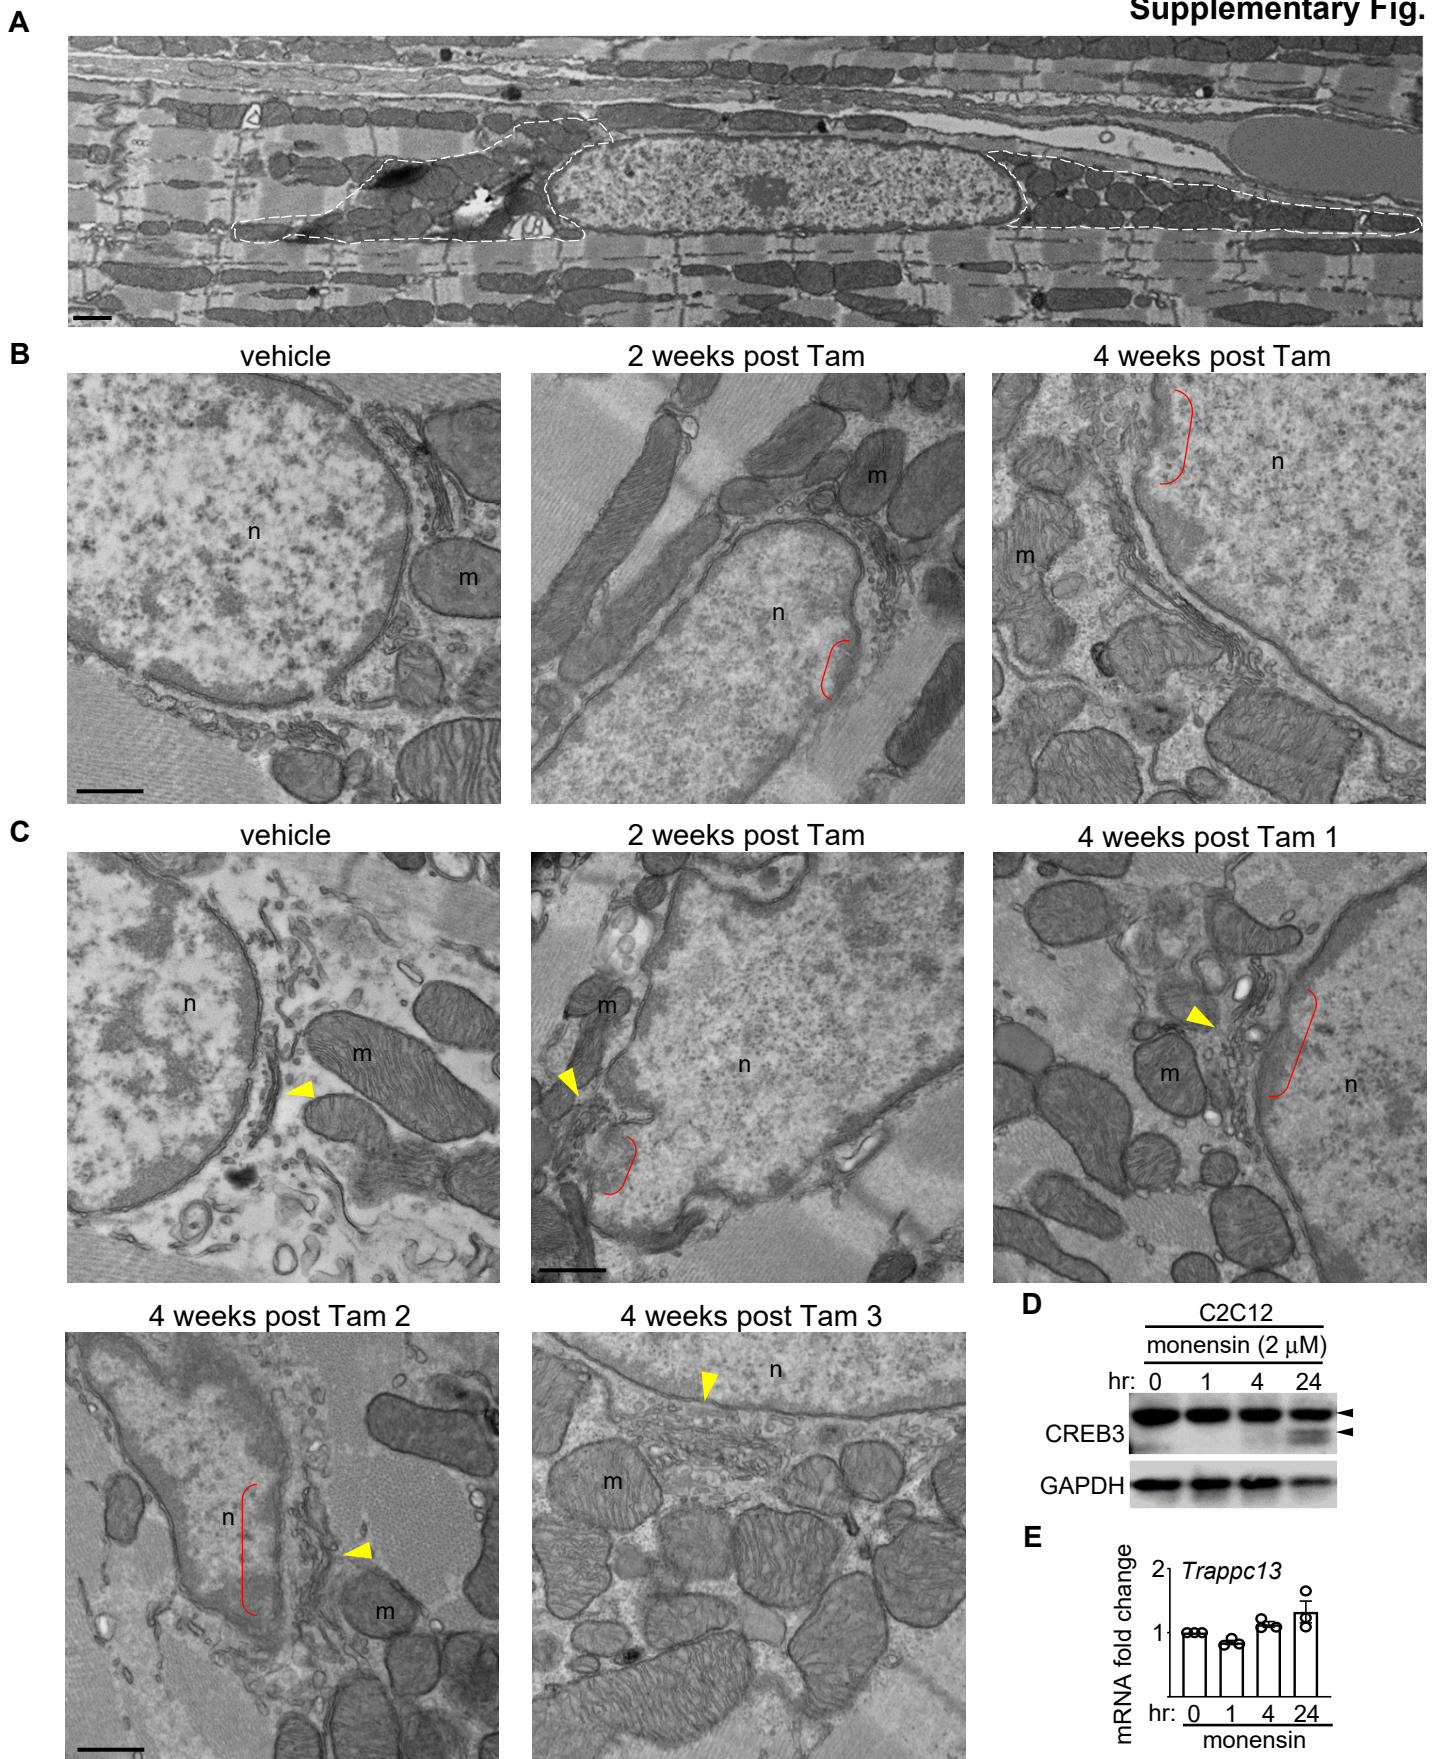 Supplementary Fig.
A
B
vehicle
2 weeks post Tam
4 weeks post Tam
n
m
n
m
n
m
C
vehicle
2 weeks post Tam
4 weeks post Tam 1
n
m
n
m
n
m
4 weeks post Tam 2
4 weeks post Tam 3
n
m
n
m
D
C2C12
monensin (2 μM)
hr: 0 1 4 24
CREB3
GAPDH
E
mRNA fold change
2
Trappc13
1
hr: 0 1 4 24
monensin